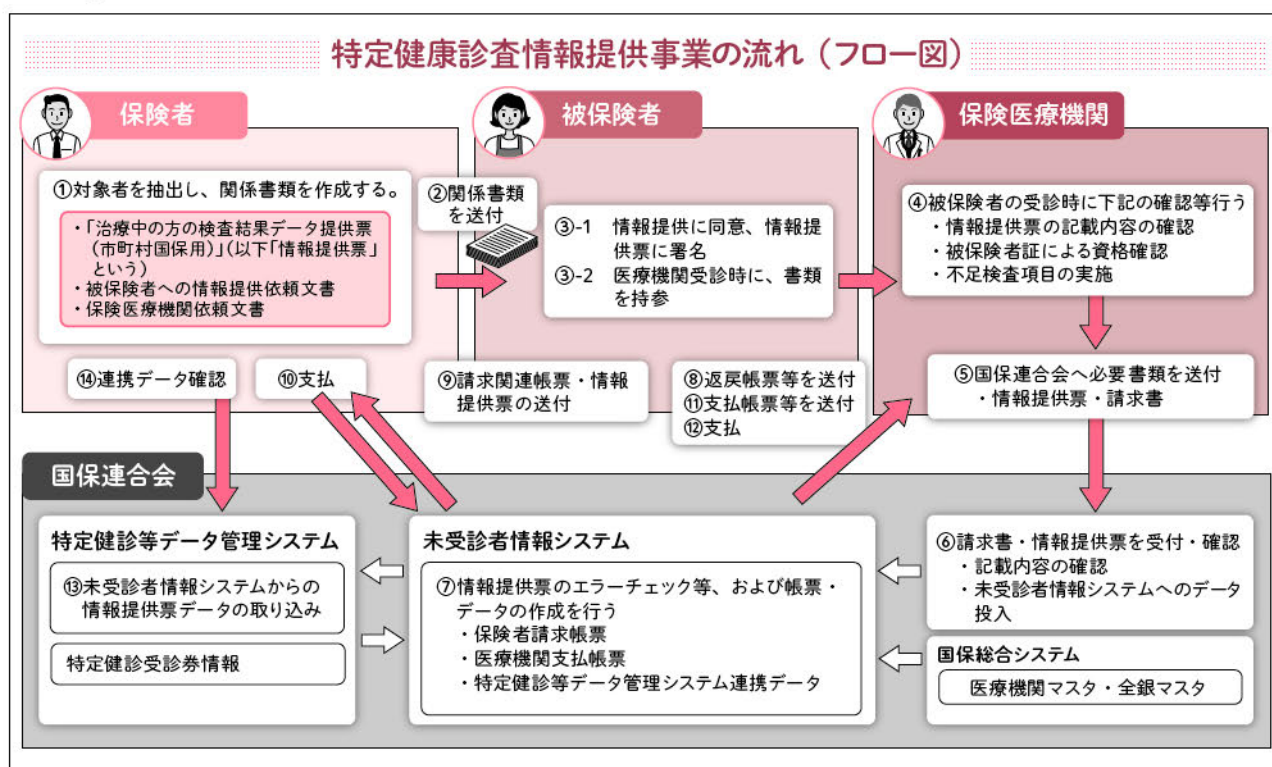 特定健康診査情報提供事業の流れ（フロー図）
保険者
①対象者を抽出し、関係書類を作成する。
・「治療中の方の検査結果データ提供票
（市町村国保用）」（以下「情報提供票」
という）
・被保険者への情報提供依頼文書
・保険医療機関依頼文書
②関係書類
を送付
被保険者
③-1 情報提供に同意、情報提
供票に署名
③-2 医療機関受診時に、書類
を持参
保険医療機関
④被保険者の受診時に下記の確認等行う
・情報提供票の記載内容の確認
・被保険者証による資格確認
・不足検査項目の実施
⑤国保連合会へ必要書類を送付
・情報提供票・請求書
⑭連携データ確認
⑩支払
⑨請求関連帳票・情報
提供票の送付
⑧返戻帳票等を送付
⑪支払帳票等を送付
⑫支払
国保連合会
特定健診等データ管理システム
⑬未受診者情報システムからの
情報提供票データの取り込み
特定健診受診券情報
未受診者情報システム
⑦情報提供票のエラーチェック等、および帳票・
データの作成を行う
・保険者請求帳票
・医療機関支払帳票
・特定健診等データ管理システム連携データ
⑥請求書・情報提供票を受付・確認
・記載内容の確認
・未受診者情報システムへのデータ
投入
国保総合システム
医療機関マスタ・全銀マスタ